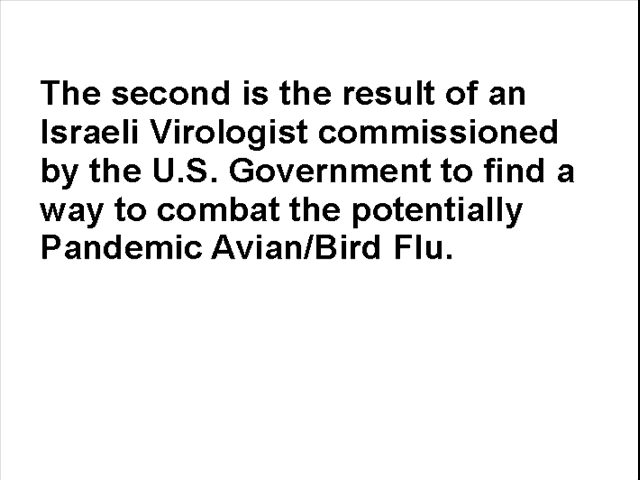 The second is the result of an
Israeli Virologist commissioned
by the U.S. Government to find a
way to combat the potentially
Pandemic Avian/Bird Flu.